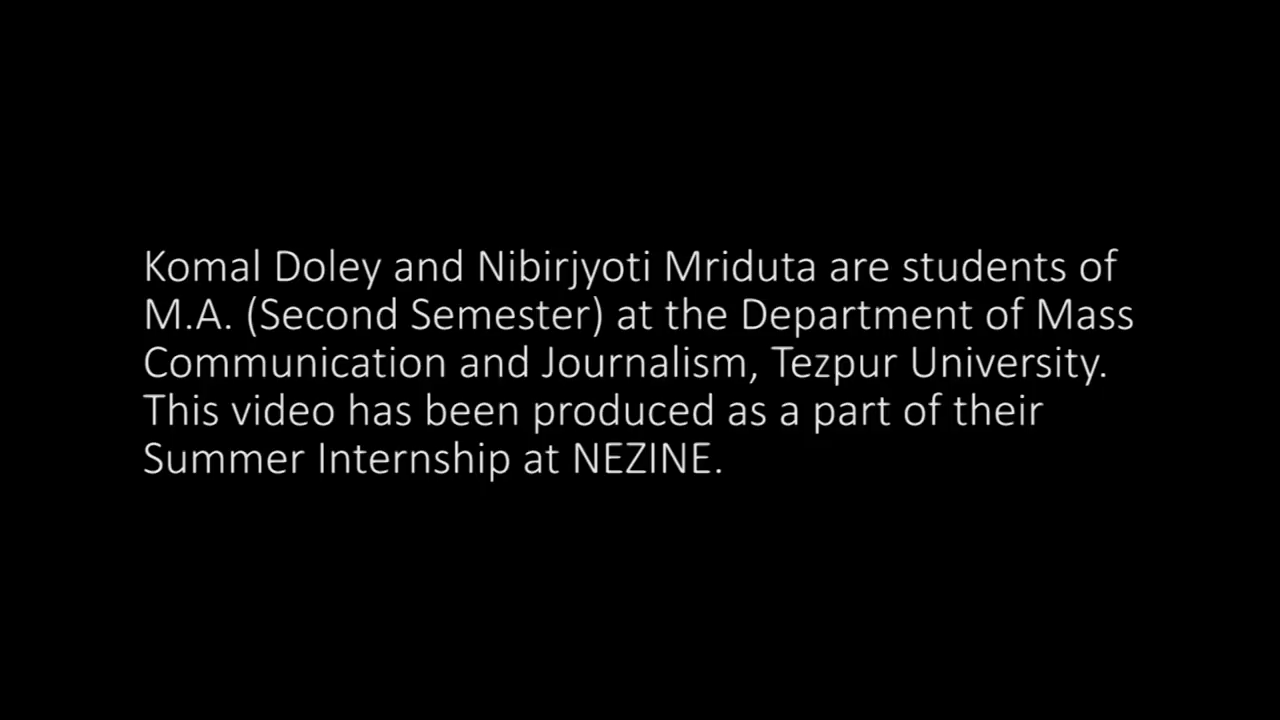 Komal Doley and Nibirjyoti Mriduta are students of
M.A. (Second Semester) at the Department of Mass
Communication and Journalism, Tezpur University.
This video has been produced as a part of their
Summer Internship at NEZINE.